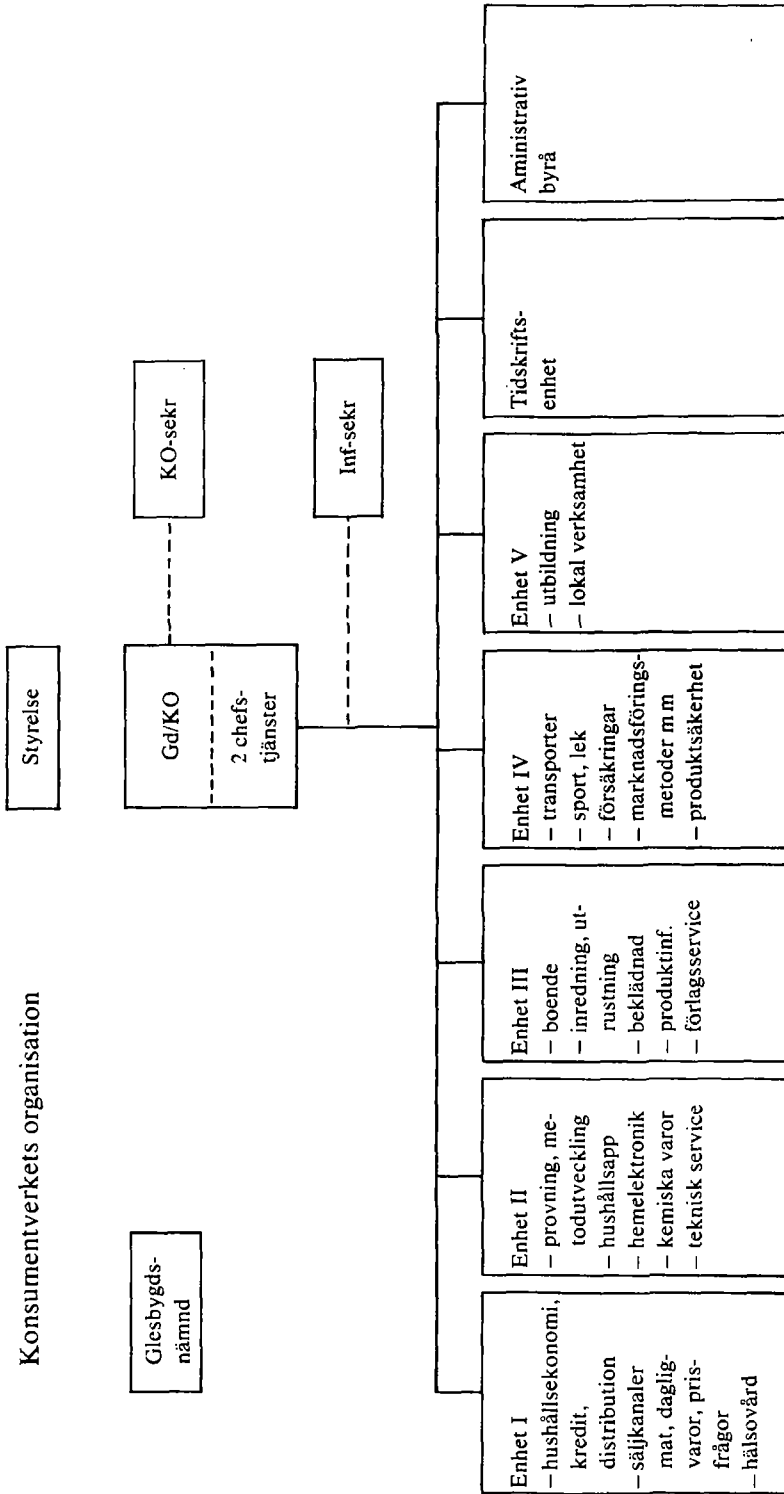 Konsumentverkets organisation
Styrelse
Glesbygds-
nämnd
Gd/KO
2 chefs-
tjänster
KO-sekr
Inf-sekr
Enhet I
– hushållsekonomi,
kredit,
distribution
– säljkanaler
mat, daglig-
varor, pris-
frågor
– hälsovård
Enhet II
– provning, me-
todutveckling
– hushållsapp
– hemelektronik
– kemiska varor
– teknisk service
Enhet III
– boende
– inredning, ut-
rustning
– beklädnad
– produktinf.
– förlagsservice
Enhet IV
– transporter
– sport, lek
– försäkringar
– marknadsförings-
metoder m m
– produktsäkerhet
Enhet V
– utbildning
– lokal verksamhet
Tidskrifts-
enhet
Aministrativ
byrå